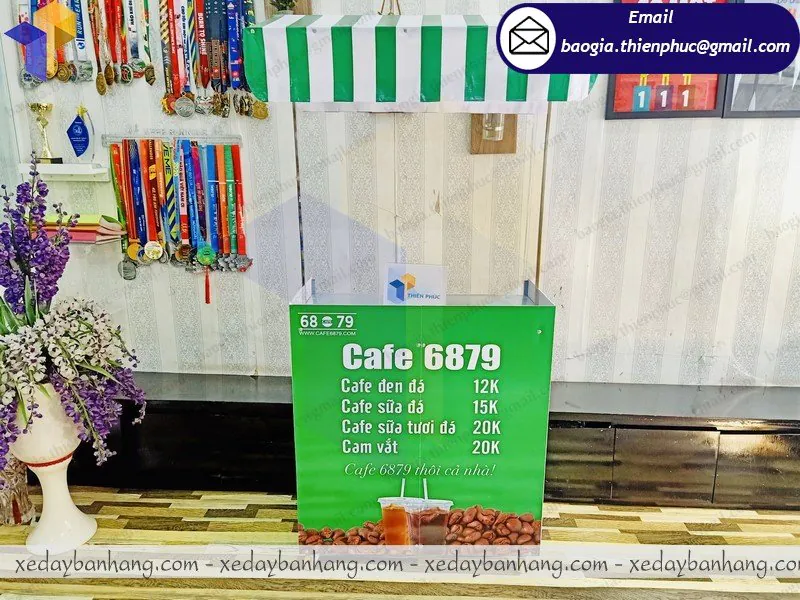 Email
baogia.thienphuc@gmail.com
THIÊN PHÚC
68 79
WWW.CAFE6879.COM
Cafe 6879
Cafe đen đá 12K
Cafe sữa đá 15K
Cafe sữa tươi đá 20K
Cam vắt 20K
Cafe 6879 thôi cả nhà!
xedaybanhang.com - xedaybanhang.com - xedaybanhang.com - xedaybanhang.com